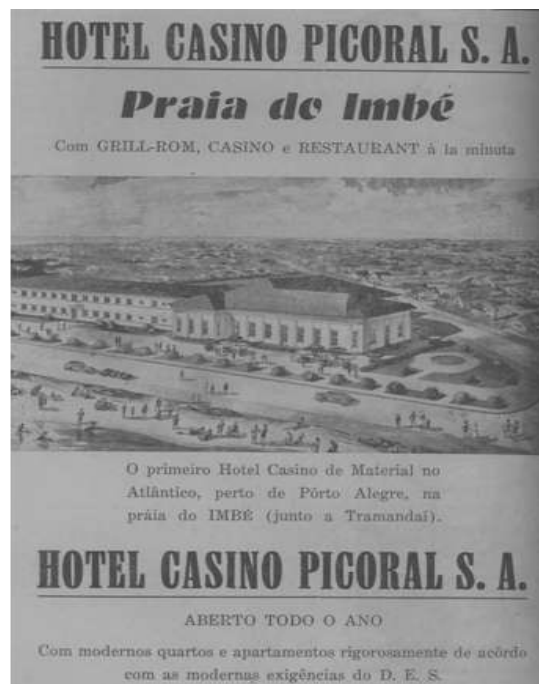 HOTEL CASINO PICORAL S. A.
Praia do Imbé
Com GRILL-ROM, CASINO e RESTAURANT à la minuta
O primeiro Hotel Casino de Material no
Atlântico, perto de Pôrto Alegre, na
práia do IMBÉ (junto a Tramandaí).
HOTEL CASINO PICORAL S. A.
ABERTO TODO O ANO
Com modernos quartos e apartamentos rigorosamente de acôrdo
com as modernas exigências do D. E. S.